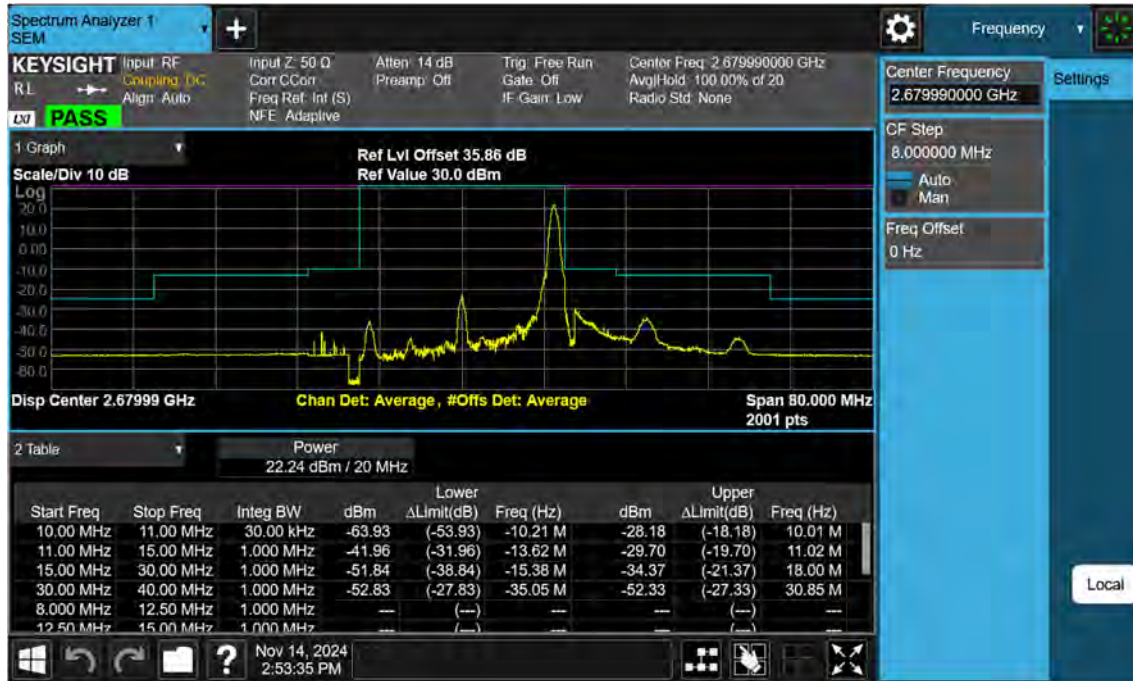 Spectrum Analyzer 1
SEM
+
Frequency
KEYSIGHT Input: RF Input Z: 50 Ω Atten: 14 dB Trig: Free Run Center Freq: 2.679990000 GHz
RL Coupling: DC Corr CCorr Preamp: Off Gate: Off Avg|Hold: 100.00% of 20
Align: Auto Freq Ref: Int (S) IF Gain: Low Radio Std: None
LXI PASS NFE: Adaptive
Center Frequency
2.679990000 GHz
Settings
CF Step
8.000000 MHz
Auto
Man
Freq Offset
0 Hz
1 Graph
Ref Lvl Offset 35.86 dB
Scale/Div 10 dB Ref Value 30.0 dBm
Log
20.0
10.0
0.00
-10.0
-20.0
-30.0
-40.0
-50.0
-60.0
Disp Center 2.67999 GHz Chan Det: Average, #Offs Det: Average Span 80.000 MHz
2001 pts
2 Table Power
22.24 dBm / 20 MHz
Lower Upper
Start Freq Stop Freq Integ BW dBm ΔLimit(dB) Freq (Hz) dBm ΔLimit(dB) Freq (Hz)
10.00 MHz 11.00 MHz 30.00 kHz -63.93 (-53.93) -10.21 M -28.18 (-18.18) 10.01 M
11.00 MHz 15.00 MHz 1.000 MHz -41.96 (-31.96) -13.62 M -29.70 (-19.70) 11.02 M
15.00 MHz 30.00 MHz 1.000 MHz -51.84 (-38.84) -15.38 M -34.37 (-21.37) 18.00 M
30.00 MHz 40.00 MHz 1.000 MHz -52.83 (-27.83) -35.05 M -52.33 (-27.33) 30.85 M
8.000 MHz 12.50 MHz 1.000 MHz --- (---) --- --- (---) ---
12.50 MHz 15.00 MHz 1.000 MHz --- (---) --- --- (---) ---
Local
? Nov 14, 2024
2:53:35 PM